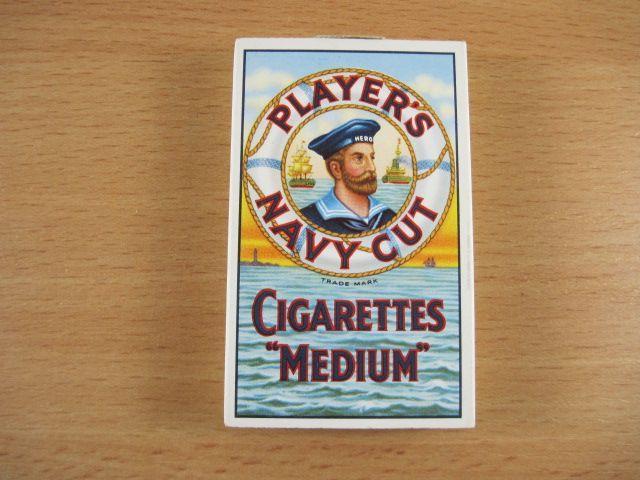 PLAYER'S
HERO
NAVY CUT
TRADE MARK
CIGARETTES
"MEDIUM"